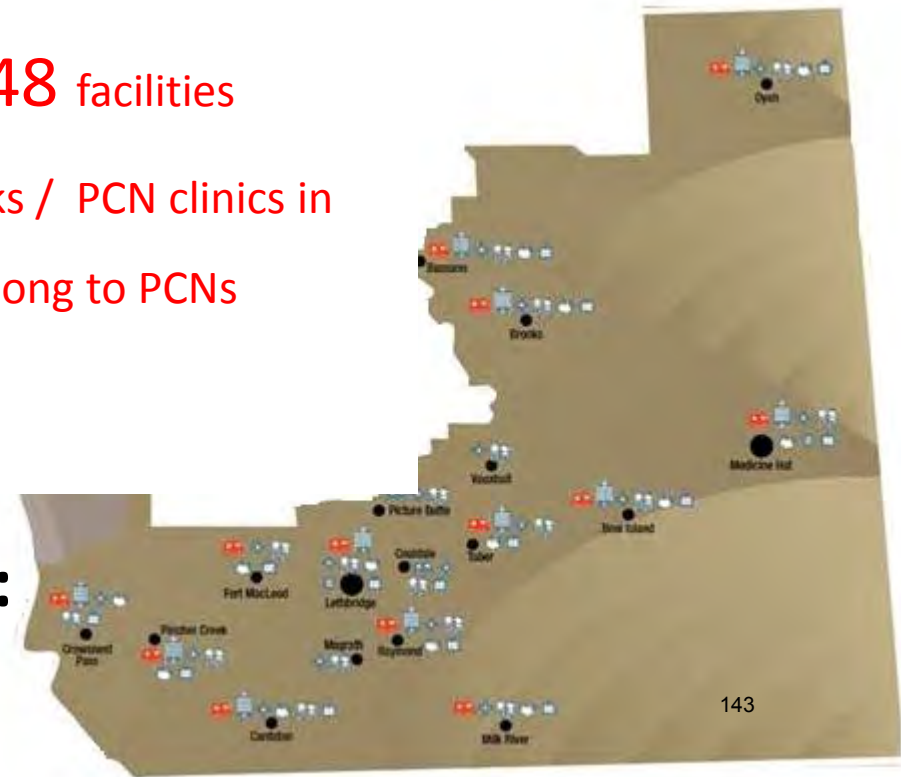 48 facilities
ks / PCN clinics in
ong to PCNs
:
Oyen
Bassano
Brooks
Medicine Hat
Vauxhall
Picture Butte
Bow Island
Taber
Coaldale
Fort MacLeod
Lethbridge
Crowsnest
Pass
Pincher Creek
Magrath
Raymond
Cardston
Milk River
143